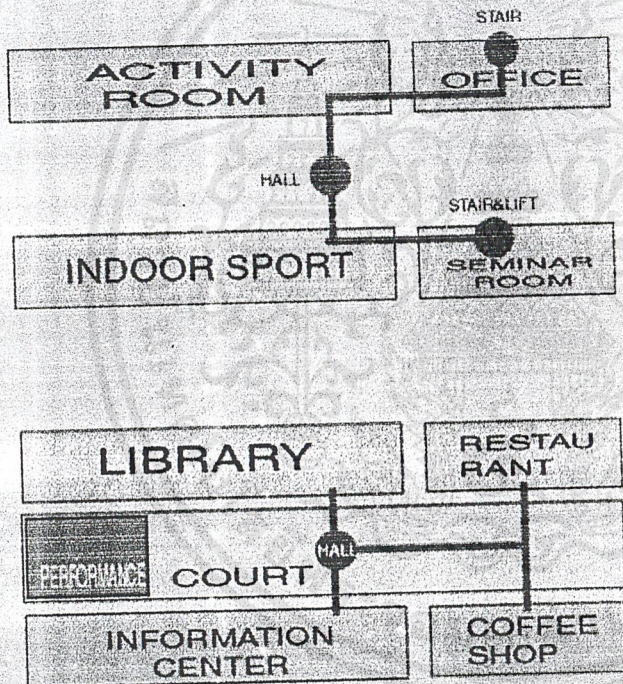 STAIR
ACTIVITY
ROOM
OFFICE
HALL
STAIR&LIFT
INDOOR SPORT
SEMINAR
ROOM
LIBRARY
RESTAU
RANT
PERFORMANCE
HALL
COURT
INFORMATION
CENTER
COFFEE
SHOP